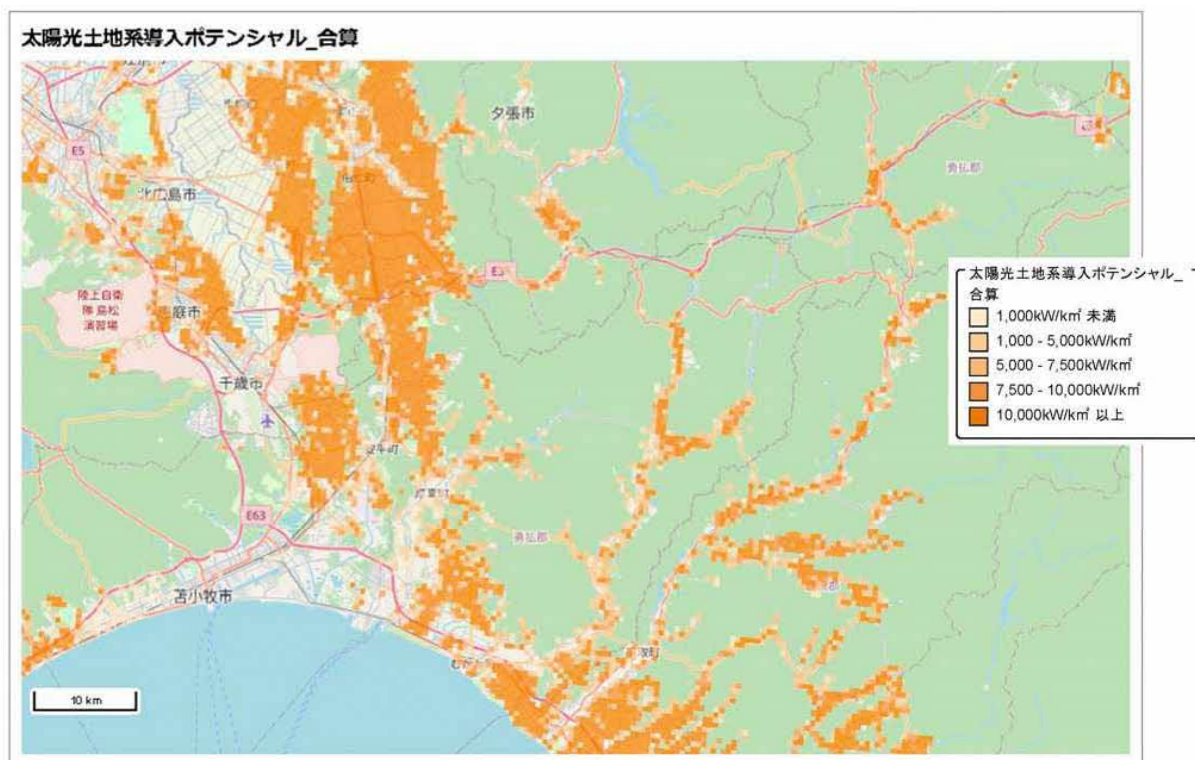 太陽光土地系導入ポテンシャル_合算
夕張市
E5
勇払郡
北広島市
太陽光土地系導入ポテンシャル_
合算
1,000kW/k㎡ 未満
1,000 - 5,000kW/k㎡
5,000 - 7,500kW/k㎡
7,500 - 10,000kW/k㎡
10,000kW/k㎡ 以上
陸上自衛
隊 島松
演習場
千歳市
E63
勇払郡
苫小牧市
10 km